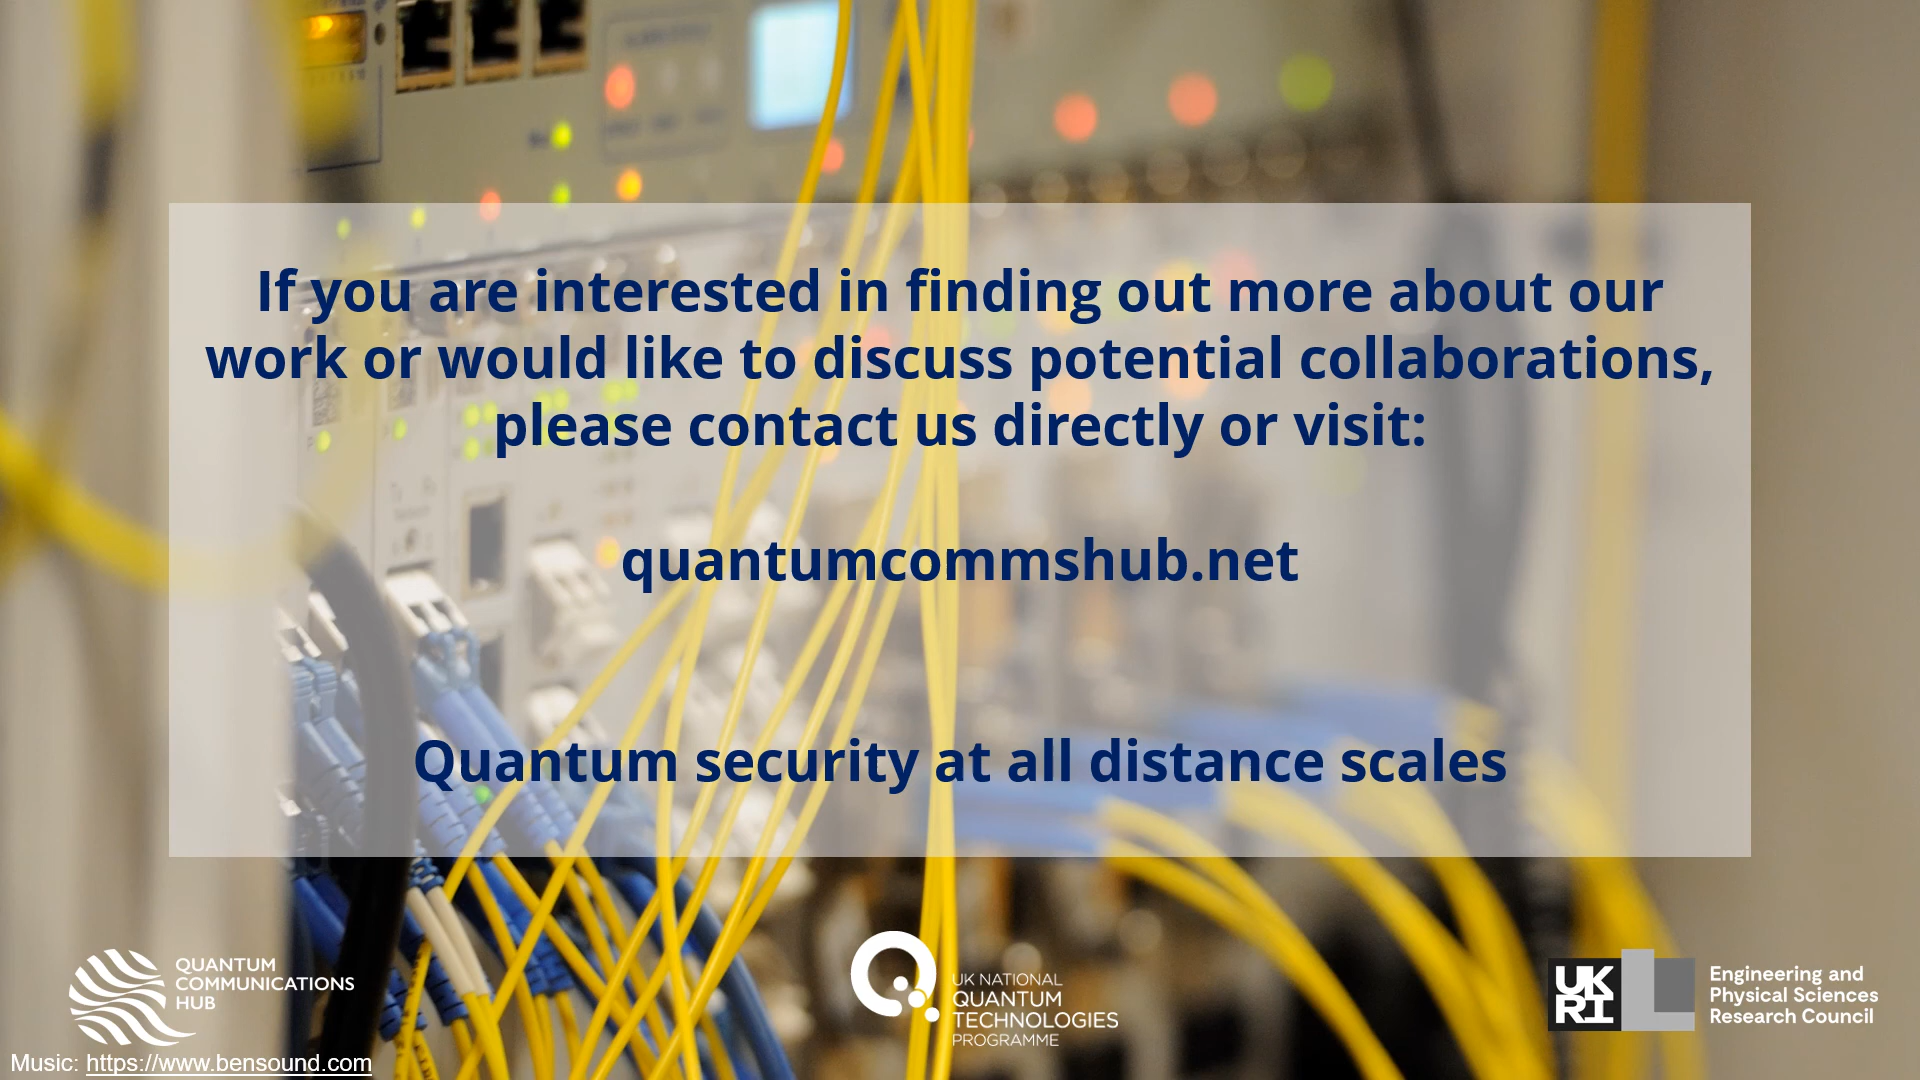 If you are interested in finding out more about our
work or would like to discuss potential collaborations,
please contact us directly or visit:
quantumcommshub.net
Quantum security at all distance scales
QUANTUM
COMMUNICATIONS
HUB
UK NATIONAL
QUANTUM
TECHNOLOGIES
PROGRAMME
UK
RI
Engineering and
Physical Sciences
Research Council
Music: https://www.bensound.com